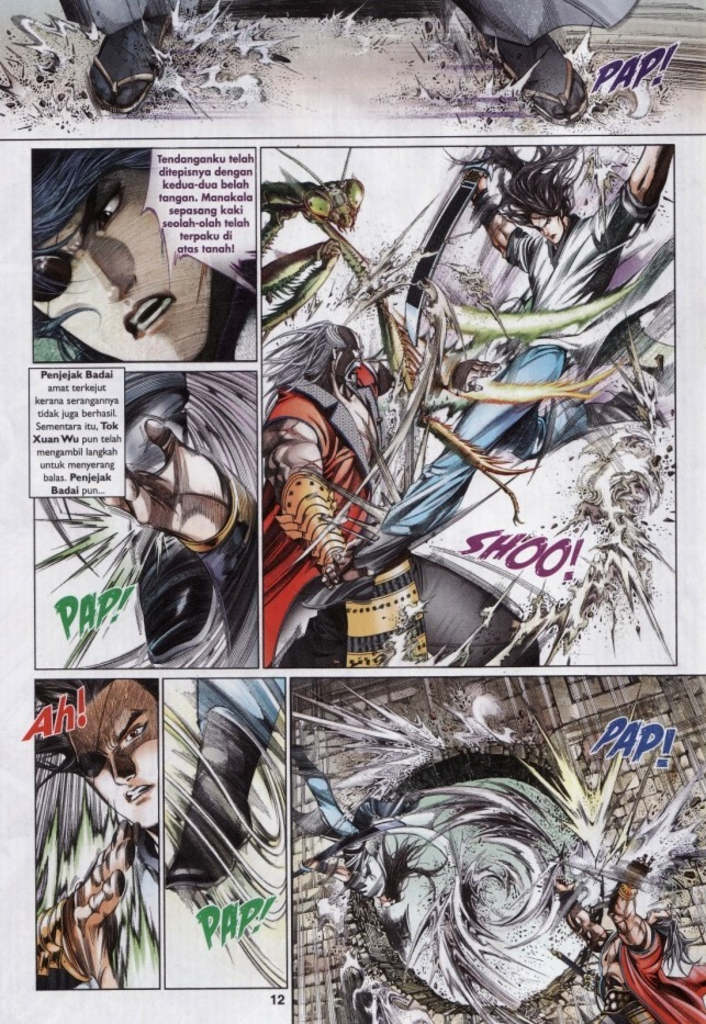 PAP!
Tendanganku telah
ditepisnya dengan
kedua-dua belah
tangan. Manakala
sepasang kaki
seolah-olah telah
terpaku di
atas tanah!
Penjejak Badai
amat terkejut
kerana serangannya
tidak juga berhasil.
Sementara itu, Tok
Xuan Wu pun telah
mengambil langkah
untuk menyerang
balas. Penjejak
Badai pun...
PAP!
SHOO!
Ah!
PAP!
PAP!
12